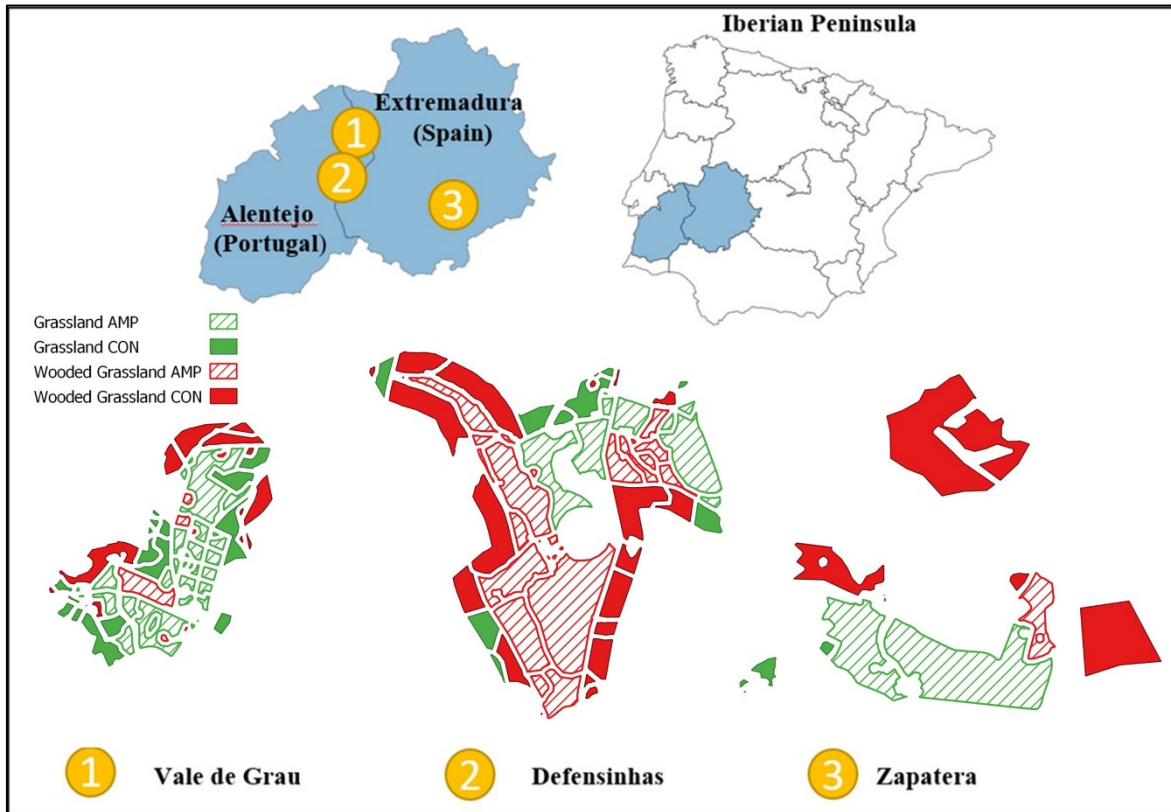 Iberian Peninsula
Extremadura
(Spain)
1
2
3
Alentejo
(Portugal)
Grassland AMP
Grassland CON
Wooded Grassland AMP
Wooded Grassland CON
1 Vale de Grau
2 Defensinhas
3 Zapatera